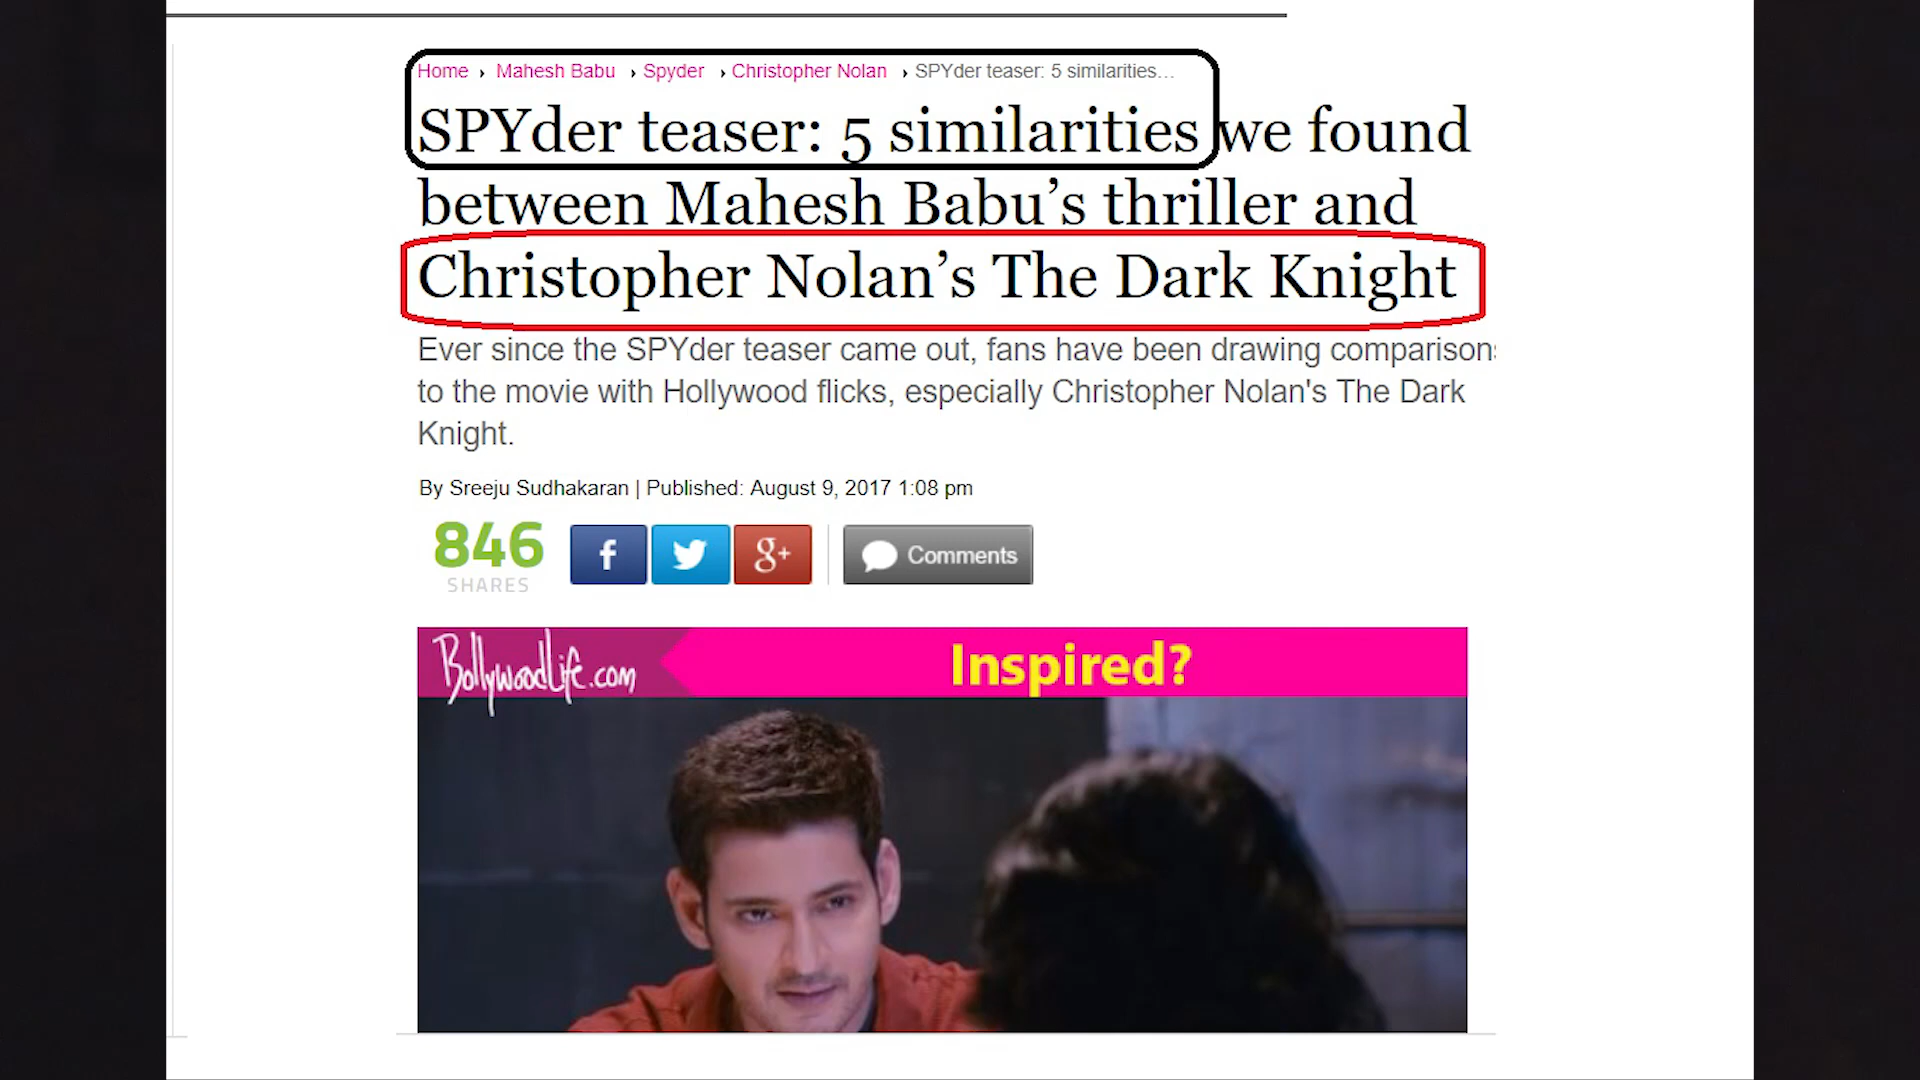 Home › Mahesh Babu › Spyder › Christopher Nolan › SPYder teaser: 5 similarities...
SPYder teaser: 5 similarities we found
between Mahesh Babu’s thriller and
Christopher Nolan’s The Dark Knight
Ever since the SPYder teaser came out, fans have been drawing comparisons
to the movie with Hollywood flicks, especially Christopher Nolan's The Dark
Knight.
By Sreeju Sudhakaran | Published: August 9, 2017 1:08 pm
846
SHARES
f
g+
Comments
BollywoodLife.com
Inspired?